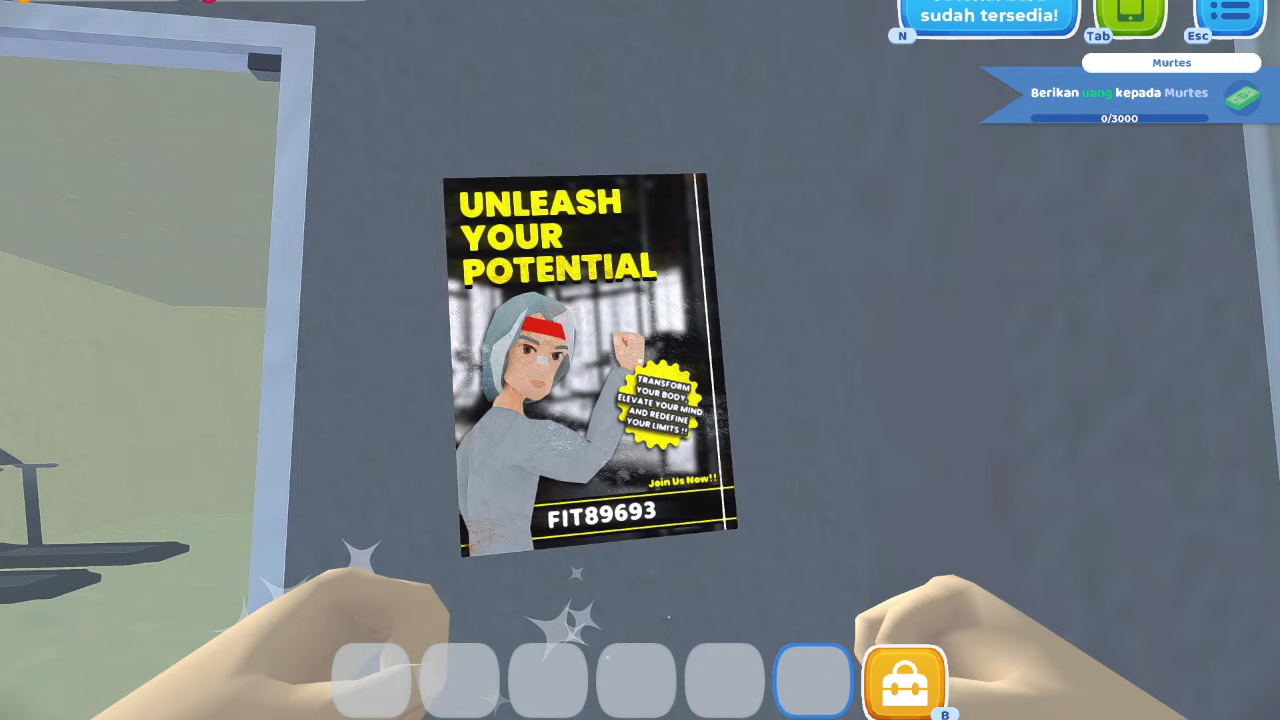 sudah tersedia!
N
Tab
Esc
Murtes
Berikan uang kepada Murtes
0/3000
UNLEASH
YOUR
POTENTIAL
TRANSFORM
YOUR BODY,
ELEVATE YOUR MIND
AND REDEFINE
YOUR LIMITS !!
Join Us Now!!
FIT89693
B